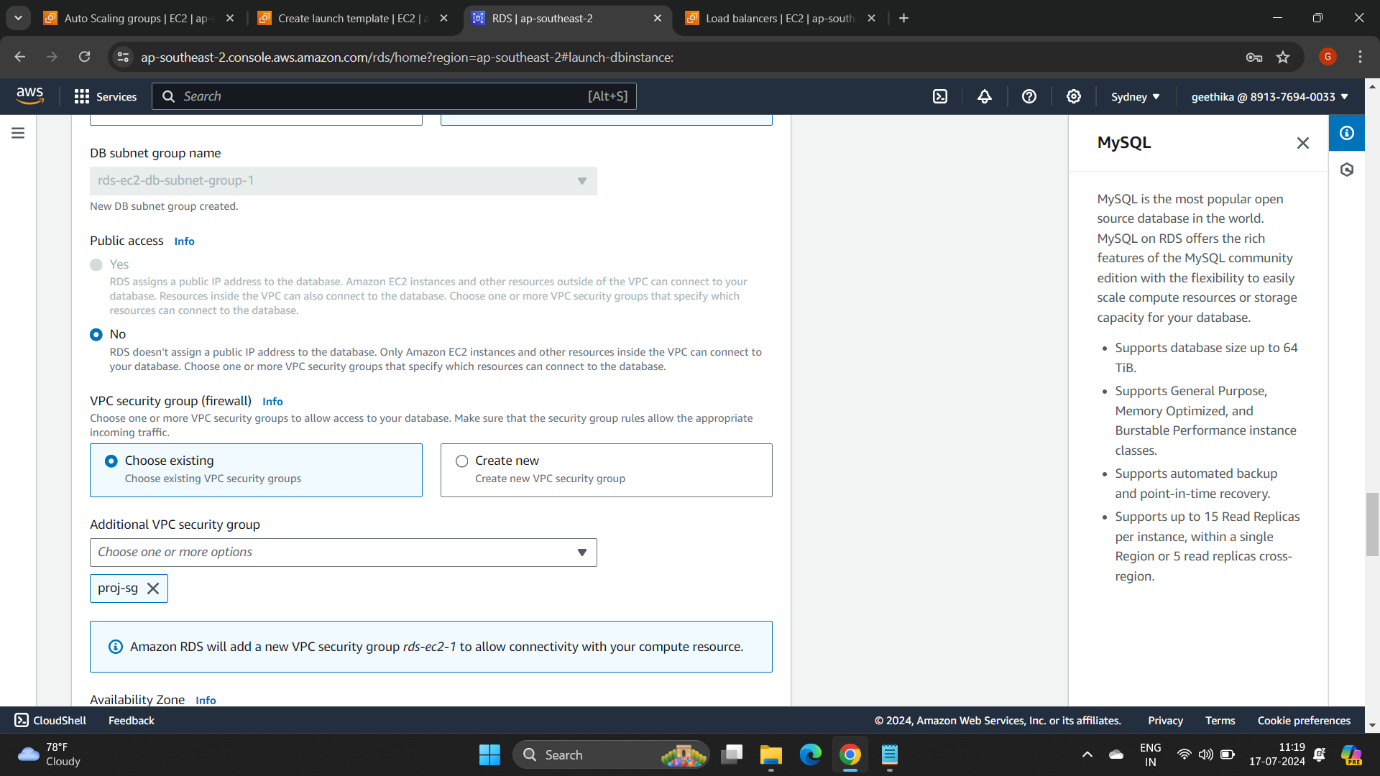 Auto Scaling groups | EC2 | ap-s
Create launch template | EC2 | a
RDS | ap-southeast-2
Load balancers | EC2 | ap-south
ap-southeast-2.console.aws.amazon.com/rds/home?region=ap-southeast-2#launch-dbinstance:
G
aws
Services
Search
[Alt+S]
Sydney
geethika @ 8913-7694-0033
DB subnet group name
rds-ec2-db-subnet-group-1
New DB subnet group created.
Public access Info
Yes
RDS assigns a public IP address to the database. Amazon EC2 instances and other resources outside of the VPC can connect to your
database. Resources inside the VPC can also connect to the database. Choose one or more VPC security groups that specify which
resources can connect to the database.
No
RDS doesn't assign a public IP address to the database. Only Amazon EC2 instances and other resources inside the VPC can connect to
your database. Choose one or more VPC security groups that specify which resources can connect to the database.
VPC security group (firewall) Info
Choose one or more VPC security groups to allow access to your database. Make sure that the security group rules allow the appropriate
incoming traffic.
Choose existing
Choose existing VPC security groups
Create new
Create new VPC security group
Additional VPC security group
Choose one or more options
proj-sg
Amazon RDS will add a new VPC security group rds-ec2-1 to allow connectivity with your compute resource.
Availability Zone Info
MySQL
MySQL is the most popular open
source database in the world.
MySQL on RDS offers the rich
features of the MySQL community
edition with the flexibility to easily
scale compute resources or storage
capacity for your database.
• Supports database size up to 64
TiB.
• Supports General Purpose,
Memory Optimized, and
Burstable Performance instance
classes.
• Supports automated backup
and point-in-time recovery.
• Supports up to 15 Read Replicas
per instance, within a single
Region or 5 read replicas cross-
region.
CloudShell
Feedback
© 2024, Amazon Web Services, Inc. or its affiliates.
Privacy
Terms
Cookie preferences
78°F
Cloudy
Search
ENG
IN
11:19
17-07-2024
PRE